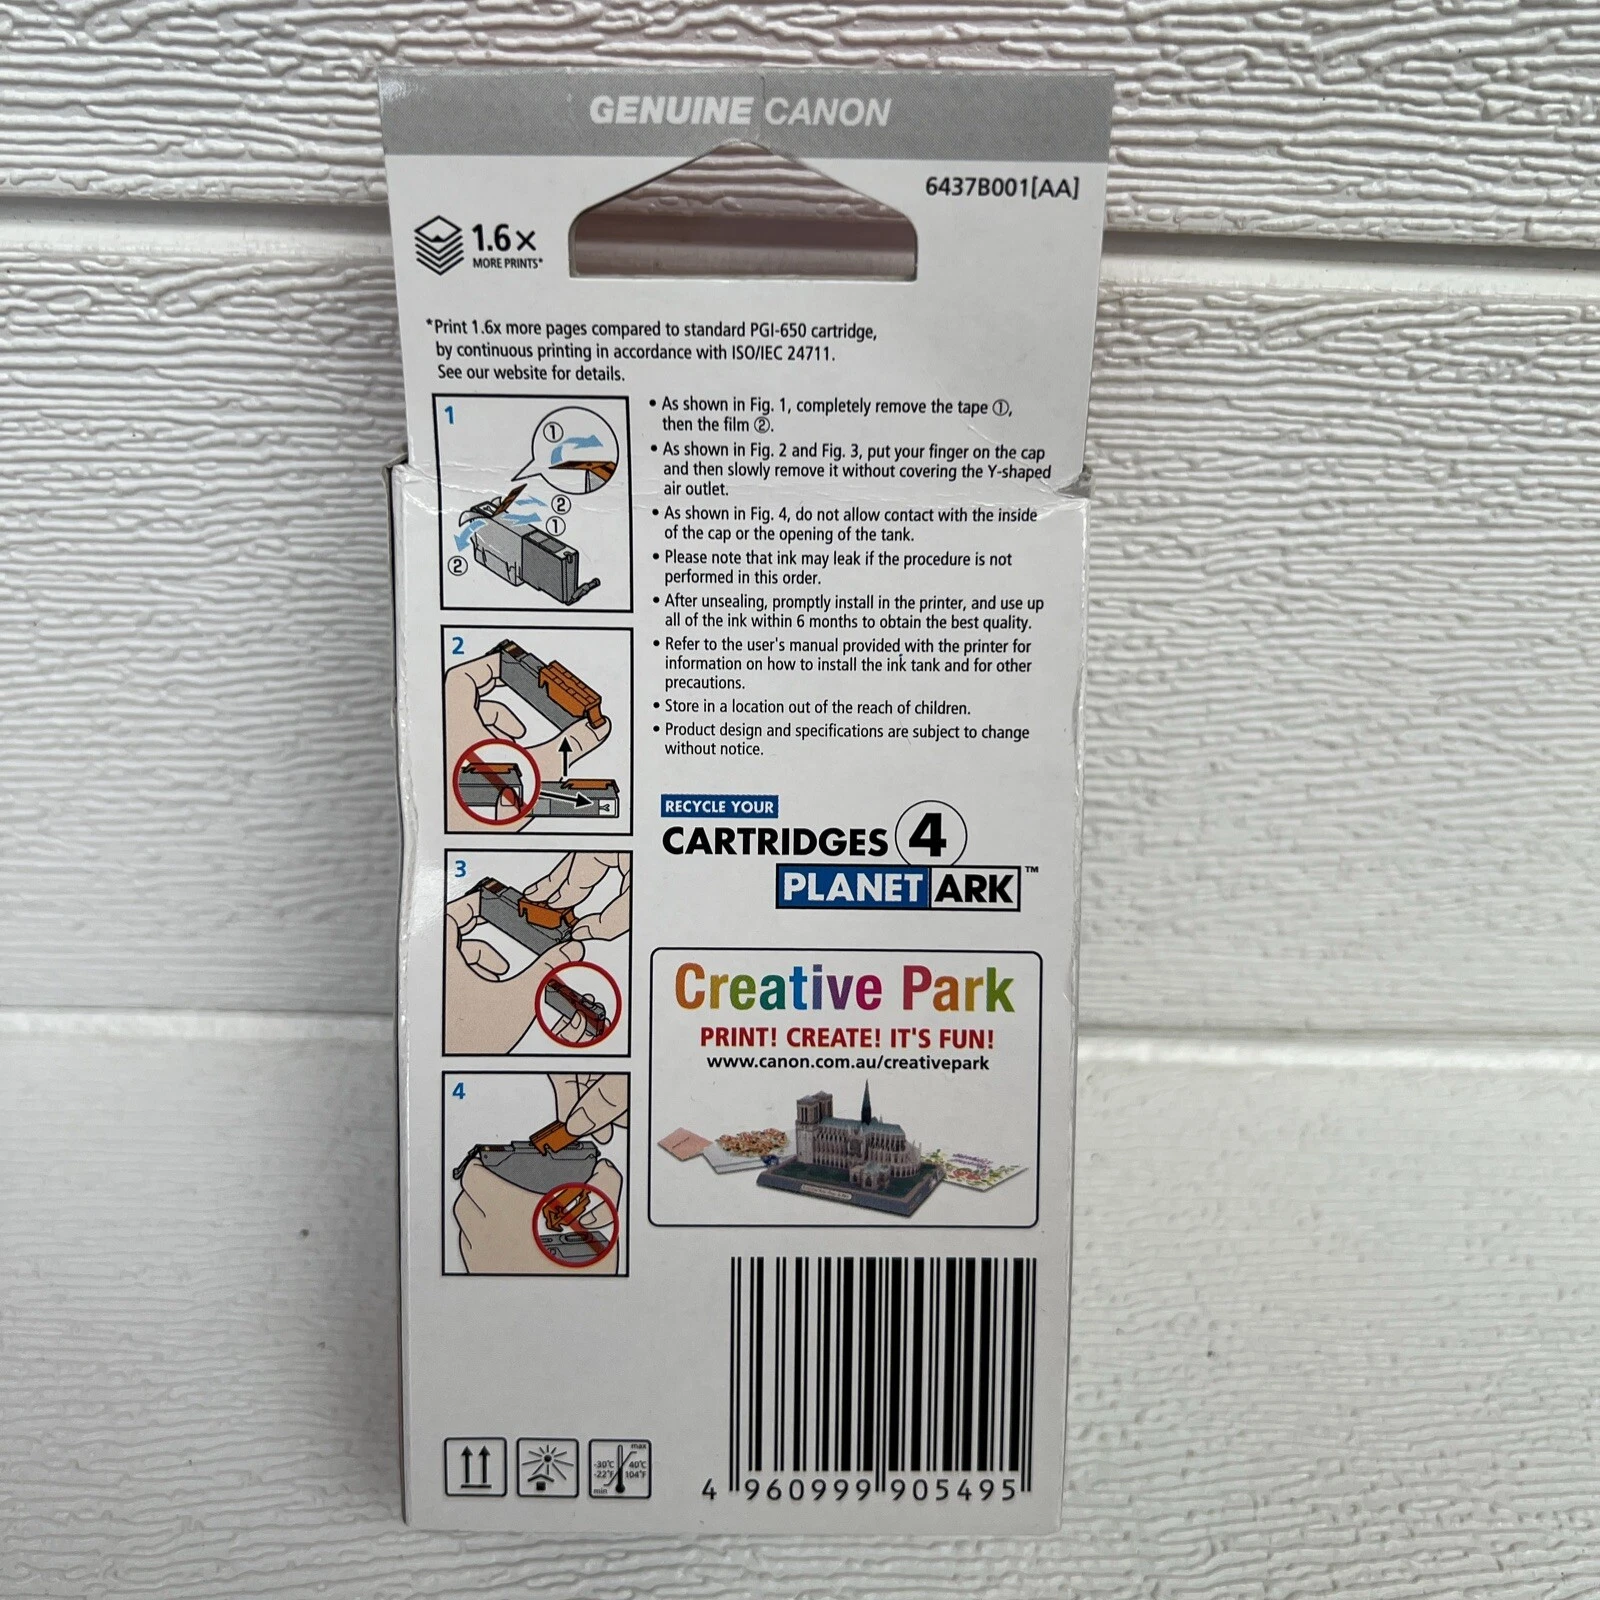 GENUINE CANON
6437B001[AA]
1.6×
MORE PRINTS*
*Print 1.6x more pages compared to standard PGI-650 cartridge,
by continuous printing in accordance with ISO/IEC 24711.
See our website for details.
1
①
②
①
②
2
3
4
• As shown in Fig. 1, completely remove the tape ①,
then the film ②.
• As shown in Fig. 2 and Fig. 3, put your finger on the cap
and then slowly remove it without covering the Y-shaped
air outlet.
• As shown in Fig. 4, do not allow contact with the inside
of the cap or the opening of the tank.
• Please note that ink may leak if the procedure is not
performed in this order.
• After unsealing, promptly install in the printer, and use up
all of the ink within 6 months to obtain the best quality.
• Refer to the user's manual provided with the printer for
information on how to install the ink tank and for other
precautions.
• Store in a location out of the reach of children.
• Product design and specifications are subject to change
without notice.
RECYCLE YOUR
CARTRIDGES 4
PLANET ARK™
Creative Park
PRINT! CREATE! IT'S FUN!
www.canon.com.au/creativepark
max
-30°C 40°C
-22°F 104°F
min
4 960999 905495